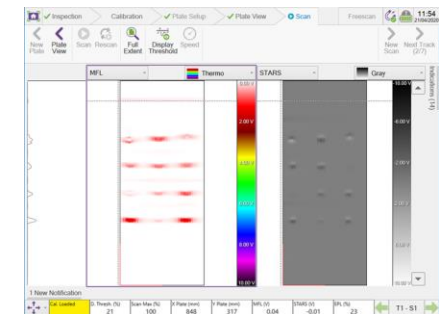 Inspection
Calibration
Plate Setup
Plate View
Scan
Freescan
11:54
21/04/2020
New Plate
Plate View
Scan
Rescan
Full Extent
Display Threshold
Speed
New Scan
Next Track (2/7)
MFL
Thermo
STARS
Gray
Indications (14)
0.00 V
2.00 V
10.00 V
-10.00 V
-6.00 V
-2.00 V
1 New Notification
Cal. Loaded
D. Thresh. (%)
21
Scan Max (%)
100
X Plate (mm)
848
Y Plate (mm)
317
MFL (V)
0.04
STARS (V)
-0.01
EPL (%)
23
T1 - S1